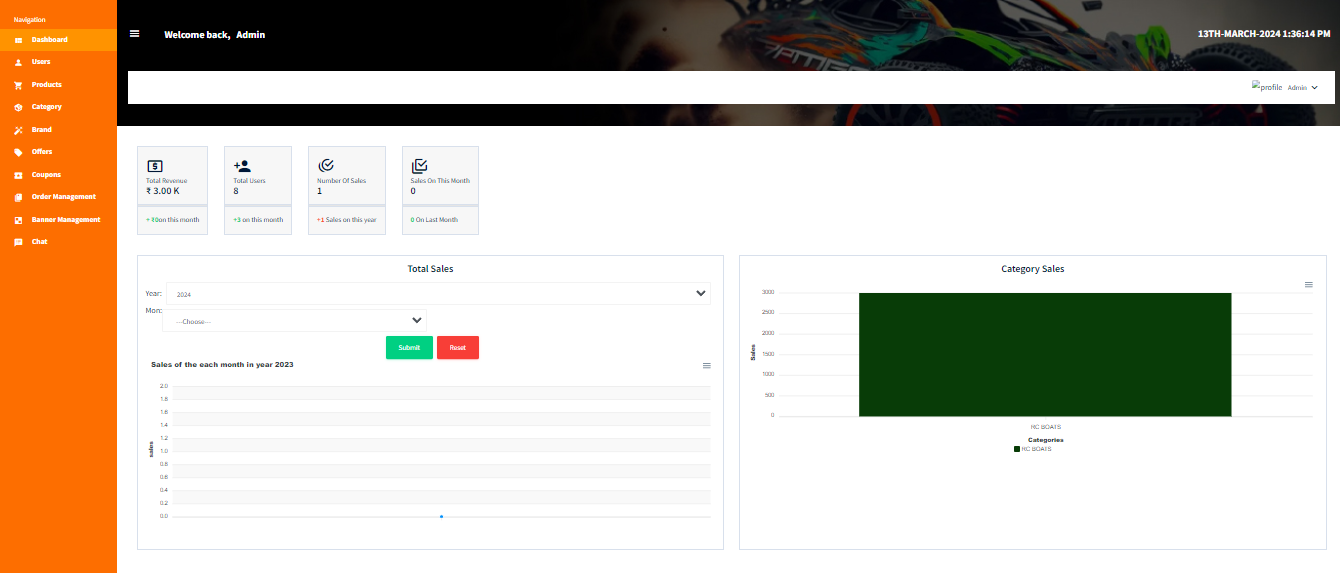 Navigation
Dashboard
Users
Products
Category
Brand
Offers
Coupons
Order Management
Banner Management
Chat
Welcome back, Admin
13TH-MARCH-2024 1:36:14 PM
profile Admin
Total Revenue
₹ 3.00 K
+ ₹0on this month
Total Users
8
+3 on this month
Number Of Sales
1
+1 Sales on this year
Sales On This Month
0
0 On Last Month
Total Sales
Year: 2024
Mon: ---Choose---
Submit Reset
Sales of the each month in year 2023
2.0
1.8
1.6
1.4
1.2
1.0
0.8
0.6
0.4
0.2
0.0
sales
Category Sales
3000
2500
2000
1500
1000
500
0
Sales
RC BOATS
Categories
RC BOATS